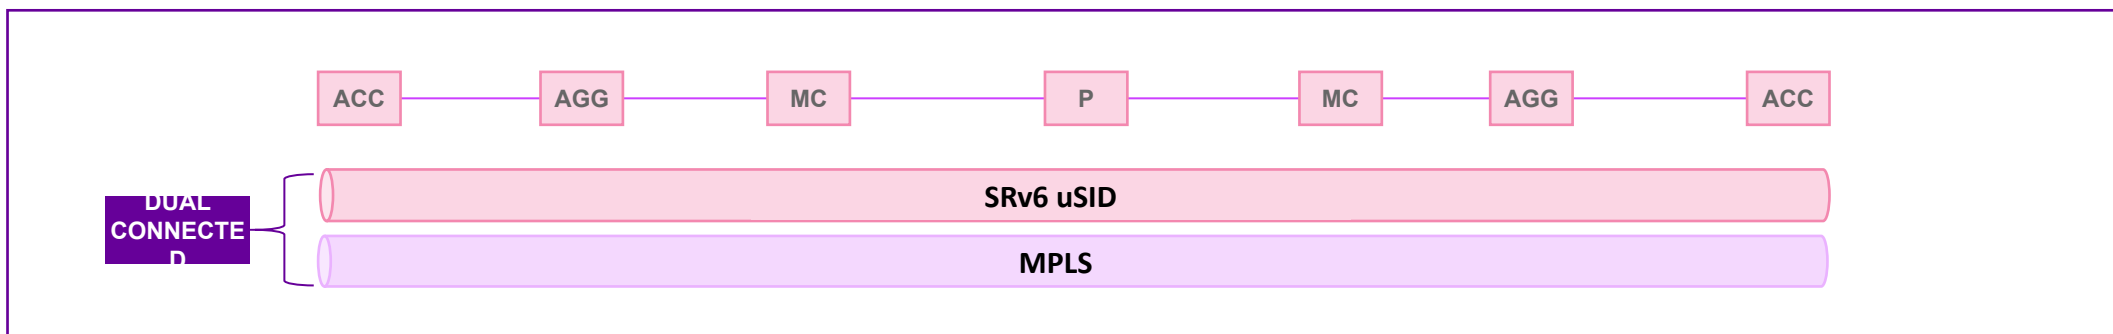 ACC AGG MC P MC AGG ACC
SRv6 uSID
DUAL
CONNECTE
D
MPLS